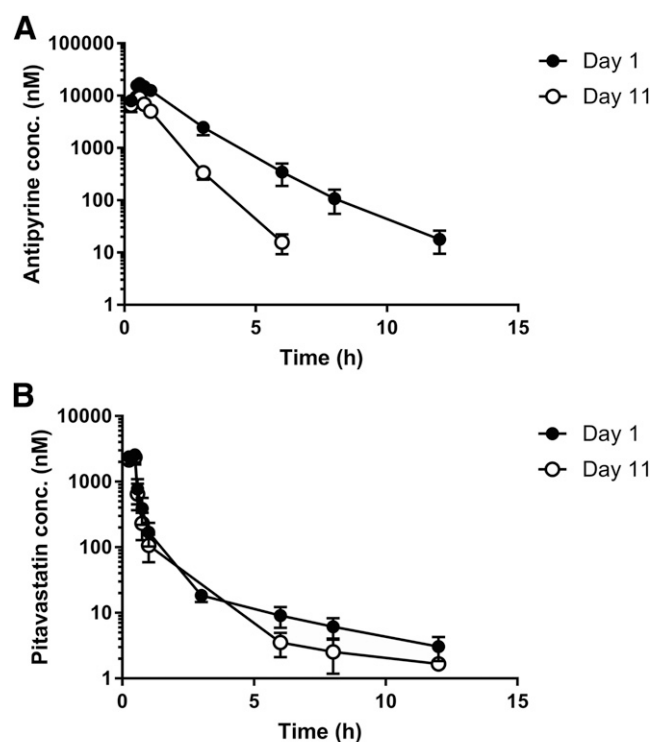 A
Antipyrine conc. (nM)
100000
10000
1000
100
10
1
0
5
10
15
Time (h)
Day 1
Day 11
B
Pitavastatin conc. (nM)
10000
1000
100
10
1
0
5
10
15
Time (h)
Day 1
Day 11